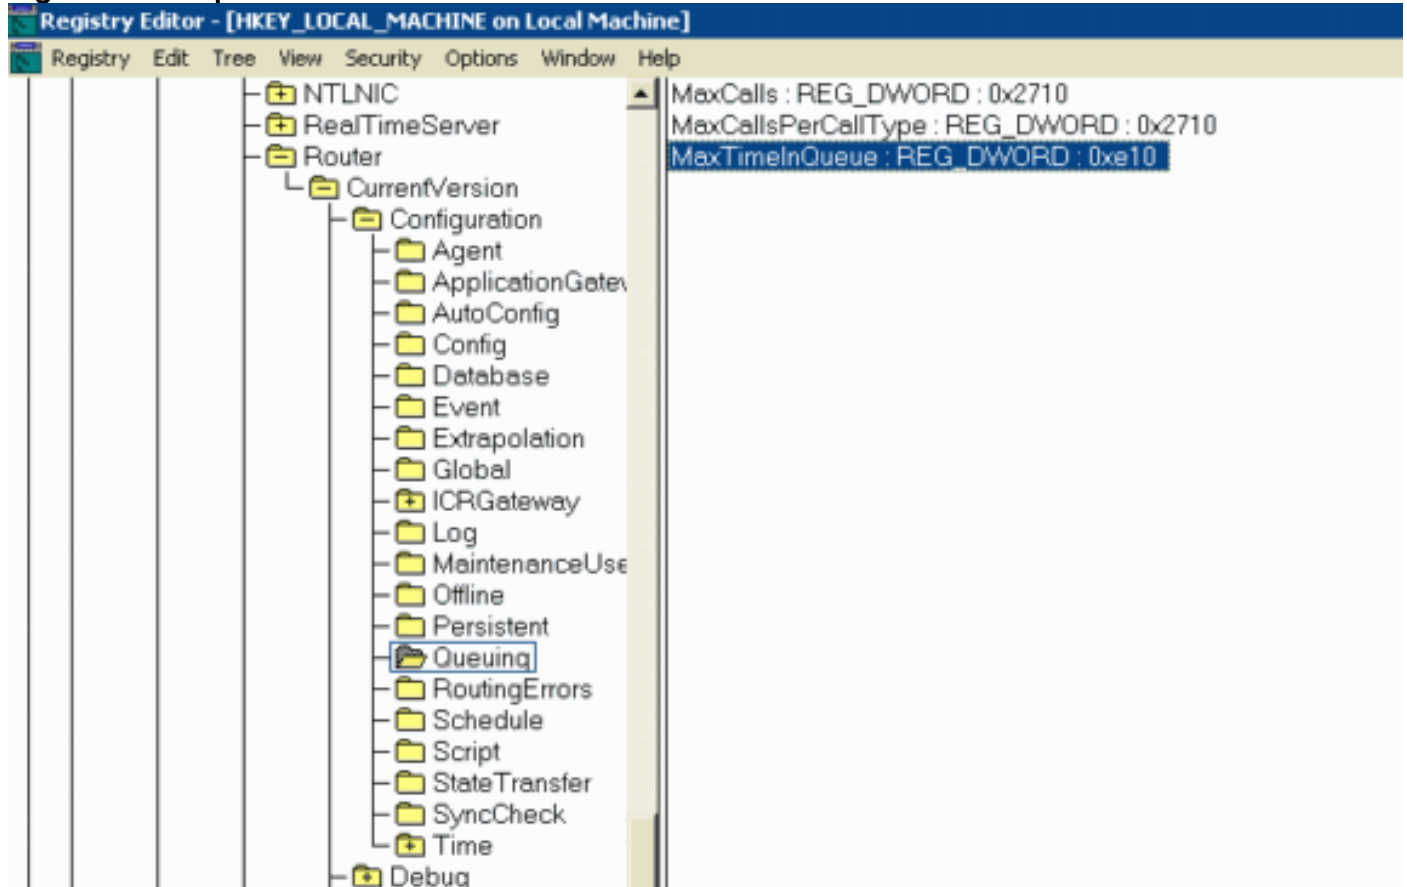 Registry Editor - [HKEY_LOCAL_MACHINE on Local Machine]
Registry Edit Tree View Security Options Window Help
NTLNIC
RealTimeServer
Router
CurrentVersion
Configuration
Agent
ApplicationGatew
AutoConfig
Config
Database
Event
Extrapolation
Global
ICRGateway
Log
MaintenanceUse
Offline
Persistent
Queuing
RoutingErrors
Schedule
Script
StateTransfer
SyncCheck
Time
Debug
MaxCalls : REG_DWORD : 0x2710
MaxCallsPerCallType : REG_DWORD : 0x2710
MaxTimeInQueue : REG_DWORD : 0xe10